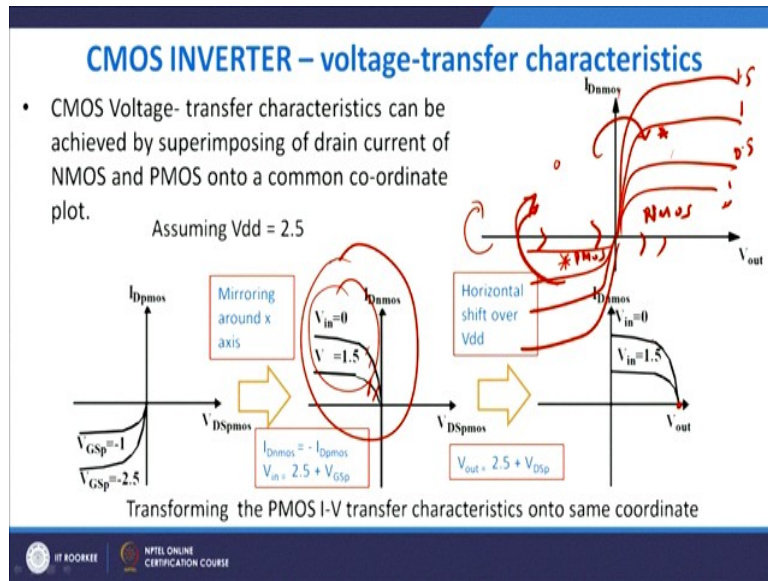 CMOS INVERTER – voltage-transfer characteristics
• CMOS Voltage- transfer characteristics can be
achieved by superimposing of drain current of
NMOS and PMOS onto a common co-ordinate
plot.
Assuming Vdd = 2.5
IDnmos
1.5
1
0.5
NMOS
Vout
*PMOS
IDpmos
VDSpmos
VGSp=-1
VGSp=-2.5
Mirroring
around x
axis
IDnmos = - IDpmos
Vin = 2.5 + VGSp
IDnmos
Vin=0
V =1.5
VDSpmos
Horizontal
shift over
Vdd
Vout = 2.5 + VDSp
IDnmos
Vin=0
Vin=1.5
Vout
Transforming the PMOS I-V transfer characteristics onto same coordinate
IIT ROORKEE
NPTEL ONLINE
CERTIFICATION COURSE